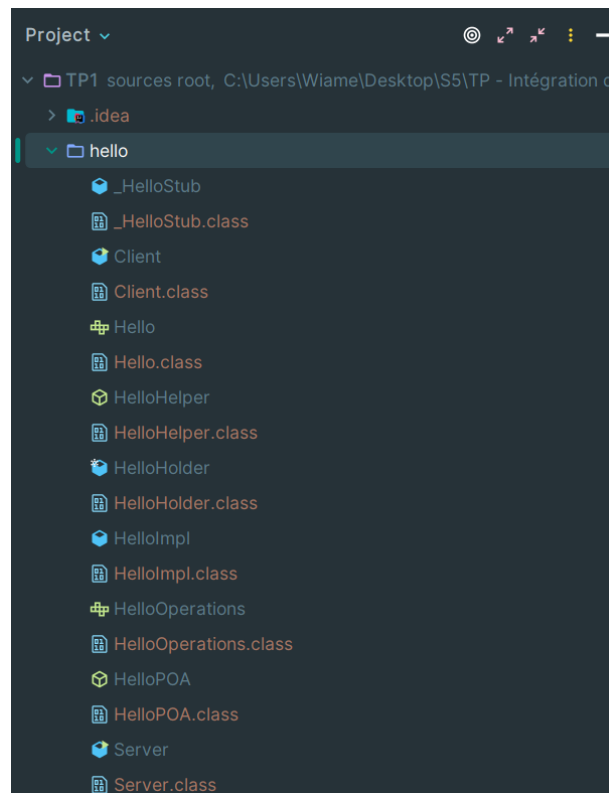 Project
TP1 sources root, C:\Users\Wiame\Desktop\S5\TP - Intégration
.idea
hello
_HelloStub
_HelloStub.class
Client
Client.class
Hello
Hello.class
HelloHelper
HelloHelper.class
HelloHolder
HelloHolder.class
HelloImpl
HelloImpl.class
HelloOperations
HelloOperations.class
HelloPOA
HelloPOA.class
Server
Server.class